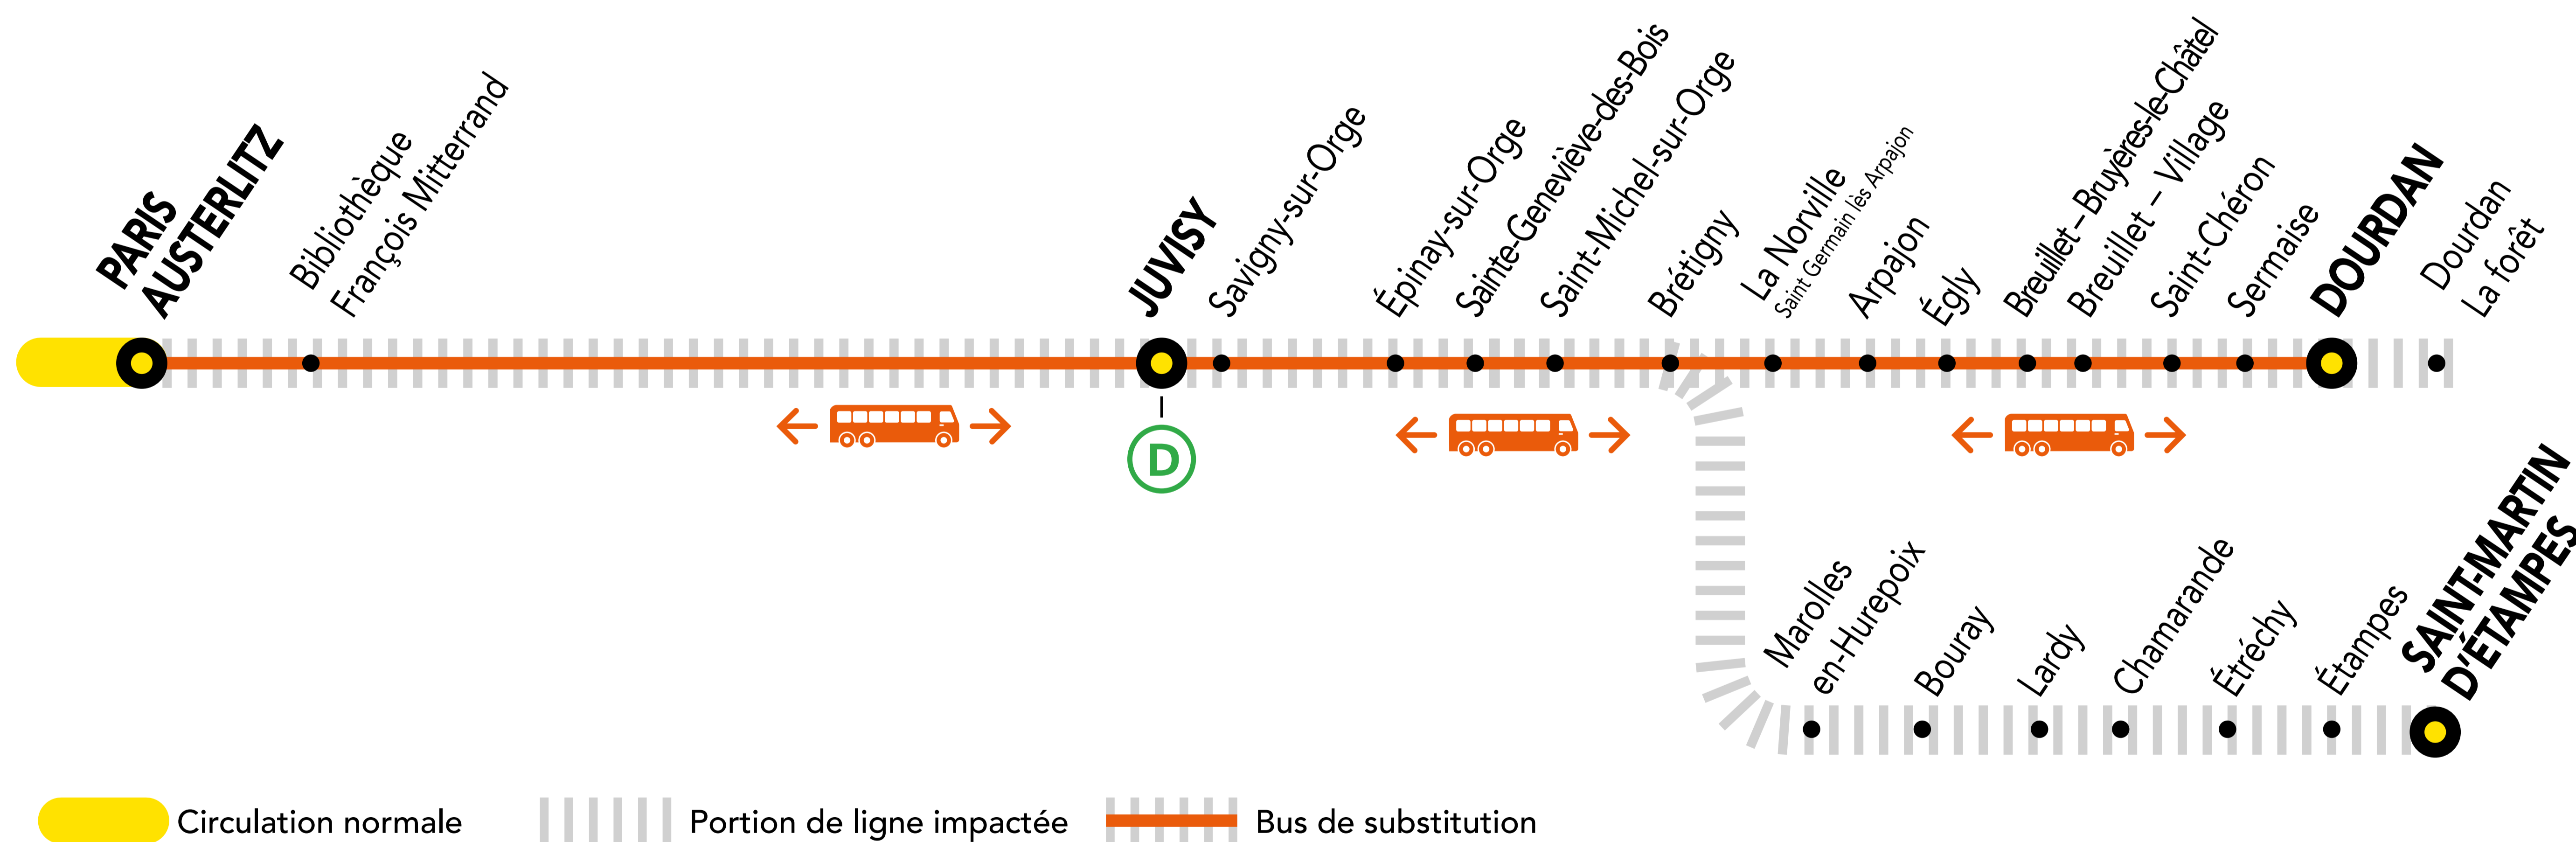 PARIS
AUSTERLITZ
Bibliothèque
François Mitterrand
JUVISY
Savigny-sur-Orge
Épinay-sur-Orge
Sainte-Geneviève-des-Bois
Saint-Michel-sur-Orge
Brétigny
La Norville
Saint Germain lès Arpajon
Arpajon
Égly
Breuillet – Bruyères-le-Châtel
Breuillet – Village
Saint-Chéron
Sermaise
DOURDAN
Dourdan
La forêt
D
Marolles
en-Hurepoix
Bouray
Lardy
Chamarande
Étréchy
Étampes
SAINT-MARTIN
D'ÉTAMPES
Circulation normale
Portion de ligne impactée
Bus de substitution